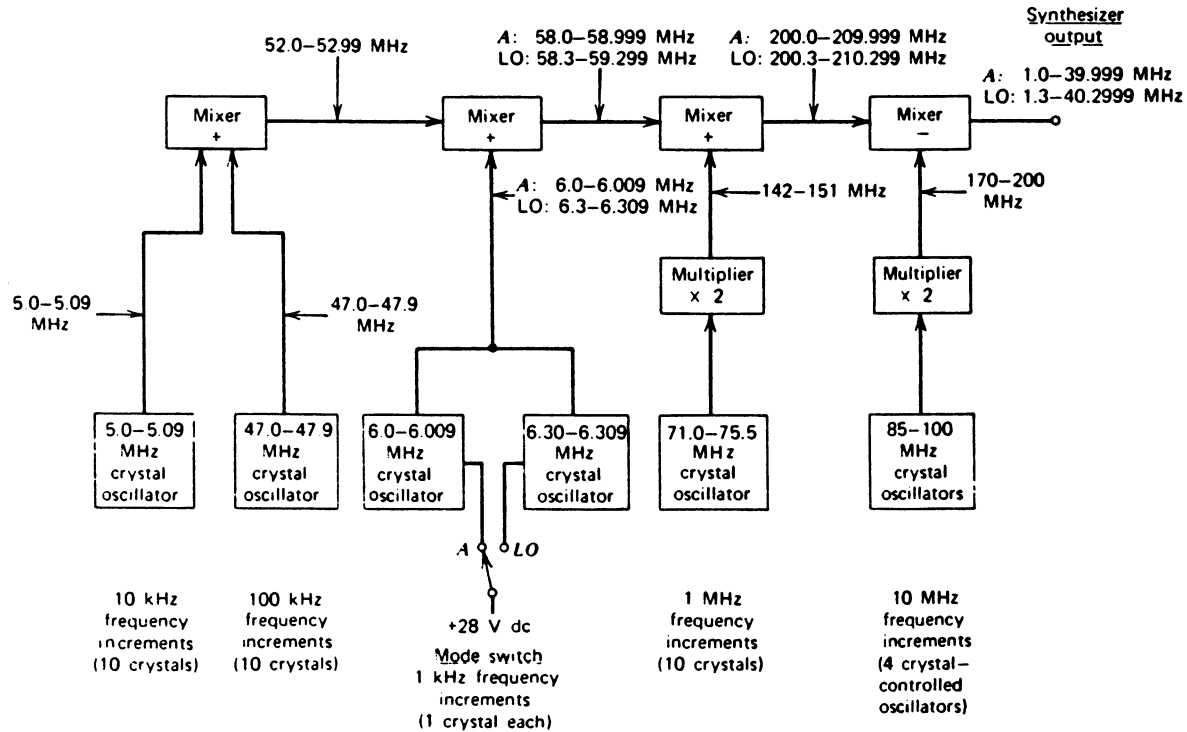 Synthesizer
output
52.0–52.99 MHz
A: 58.0–58.999 MHz
LO: 58.3–59.299 MHz
A: 200.0–209.999 MHz
LO: 200.3–210.299 MHz
A: 1.0–39.999 MHz
LO: 1.3–40.2999 MHz
Mixer
+
Mixer
+
Mixer
+
Mixer
–
A: 6.0–6.009 MHz
LO: 6.3–6.309 MHz
142–151 MHz
170–200
MHz
Multiplier
x 2
Multiplier
x 2
5.0–5.09
MHz
47.0–47.9
MHz
5.0–5.09
MHz
crystal
oscillator
47.0–47.9
MHz
crystal
oscillator
6.0–6.009
MHz
crystal
oscillator
6.30–6.309
MHz
crystal
oscillator
71.0–75.5
MHz
crystal
oscillator
85–100
MHz
crystal
oscillators
A
LO
+28 V dc
Mode switch
1 kHz frequency
increments
(1 crystal each)
10 kHz
frequency
increments
(10 crystals)
100 kHz
frequency
increments
(10 crystals)
1 MHz
frequency
increments
(10 crystals)
10 MHz
frequency
increments
(4 crystal–
controlled
oscillators)